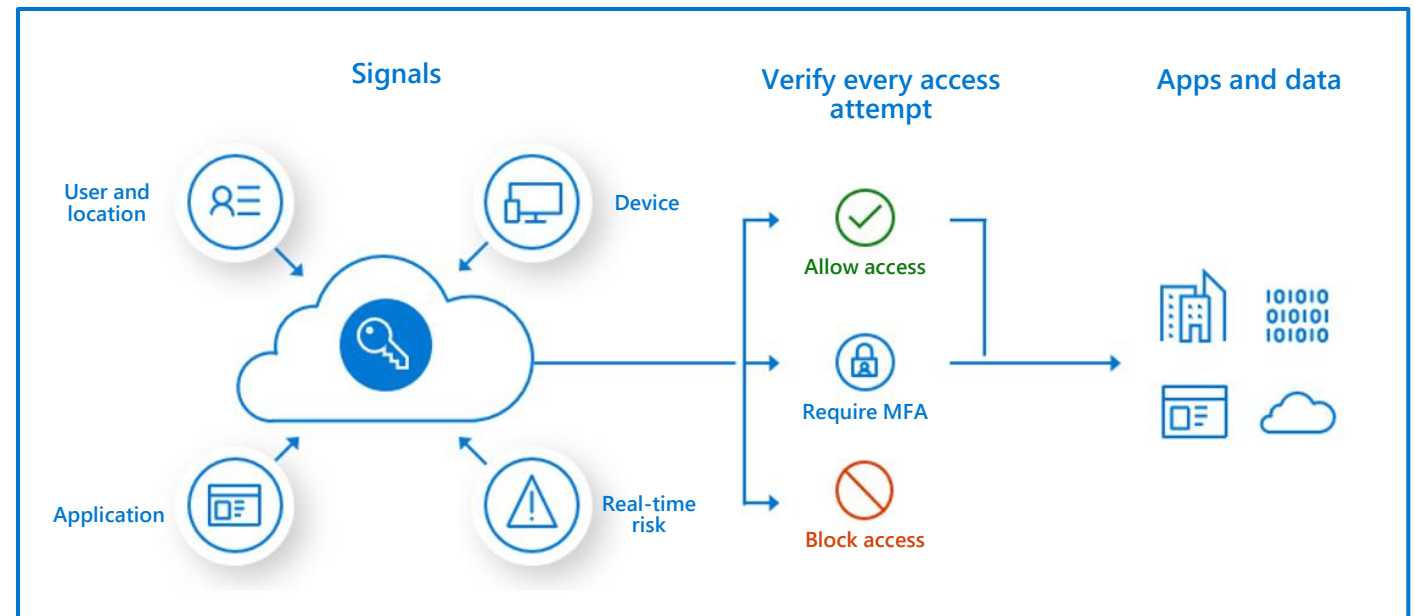 Signals
Verify every access
attempt
Apps and data
User and
location
Device
Allow access
101010
010101
101010
Require MFA
Application
Real-time
risk
Block access